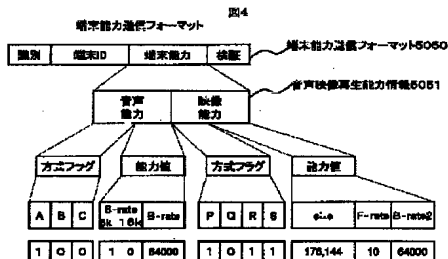 図4
端末能力送信フォーマット
識別 端末ID 端末能力 検証
端末能力送信フォーマット5050
音声能力 映像能力
音声映像再生能力情報5051
方式フラグ 能力値 方式フラグ 能力値
A B C B-rate 8k 16k B-rate P Q R S size F-rate B-rate2
1 0 0 1 0 64000 1 0 1 1 176,144 10 64000